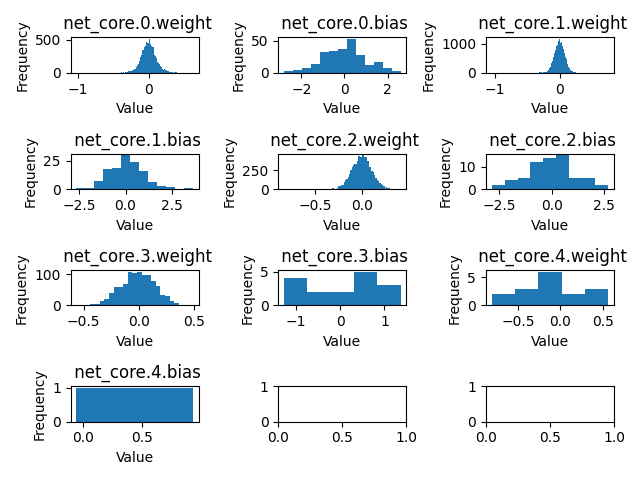 net_core.0.weight
net_core.0.bias
net_core.1.weight
Frequency
500
0
−1
0
Value
Frequency
50
0
−2
0
2
Value
Frequency
1000
0
−1
0
Value
net_core.1.bias
net_core.2.weight
net_core.2.bias
Frequency
25
0
−2.5
0.0
2.5
Value
Frequency
250
0
−0.5
0.0
Value
Frequency
10
0
−2.5
0.0
2.5
Value
net_core.3.weight
net_core.3.bias
net_core.4.weight
Frequency
100
0
−0.5
0.0
0.5
Value
Frequency
5
0
−1
0
1
Value
Frequency
5
0
−0.5
0.0
0.5
Value
net_core.4.bias
Frequency
1
0
0.0
0.5
Value
1
0
0.0
0.5
1.0
1
0
0.0
0.5
1.0